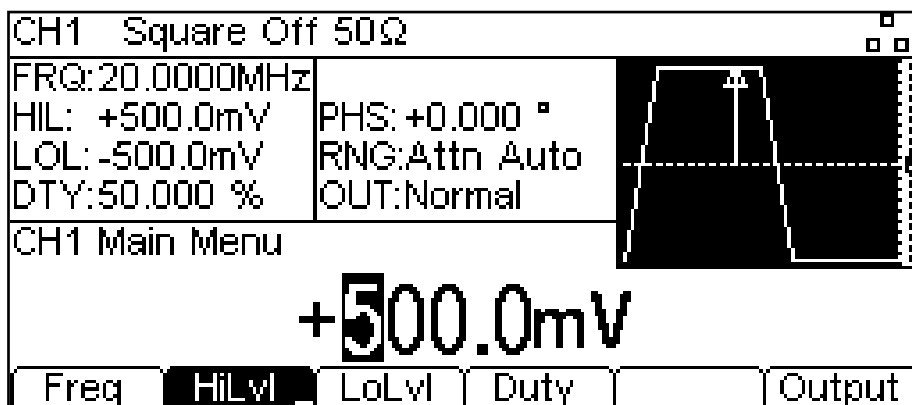 CH1 Square Off 50Ω
FRQ:20.0000MHz
HIL: +500.0mV
LOL:-500.0mV
DTY:50.000 %
PHS:+0.000 °
RNG:Attn Auto
OUT:Normal
CH1 Main Menu
+500.0mV
Freq HiLvl LoLvl Duty Output